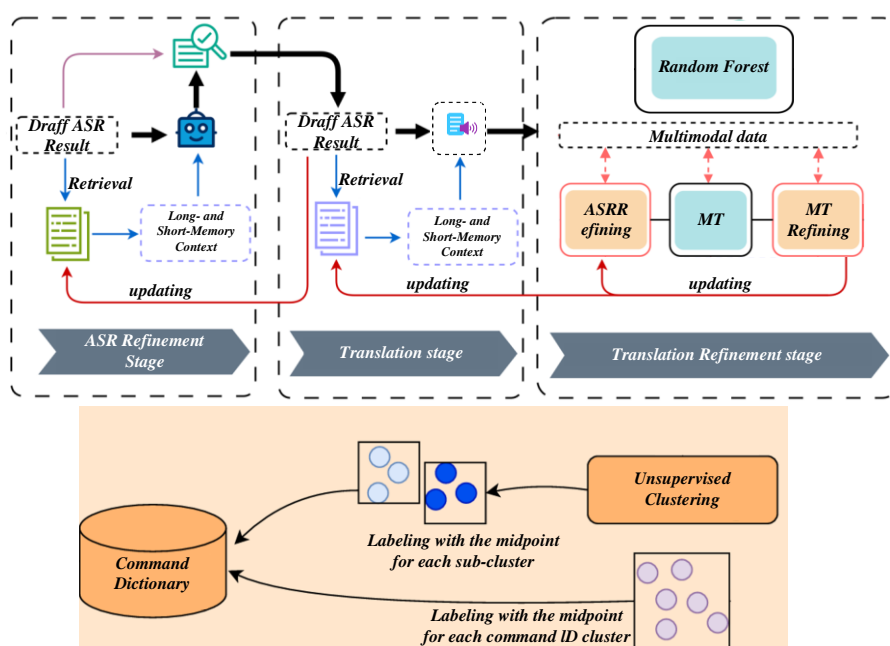 Draff ASR
Result
Retrieval
Long- and
Short-Memory
Context
updating
ASR Refinement
Stage
Draff ASR
Result
Retrieval
Long- and
Short-Memory
Context
updating
Translation stage
Random Forest
Multimodal data
ASRR
efining
MT
MT
Refining
updating
Translation Refinement stage
Unsupervised
Clustering
Labeling with the midpoint
for each sub-cluster
Command
Dictionary
Labeling with the midpoint
for each command ID cluster